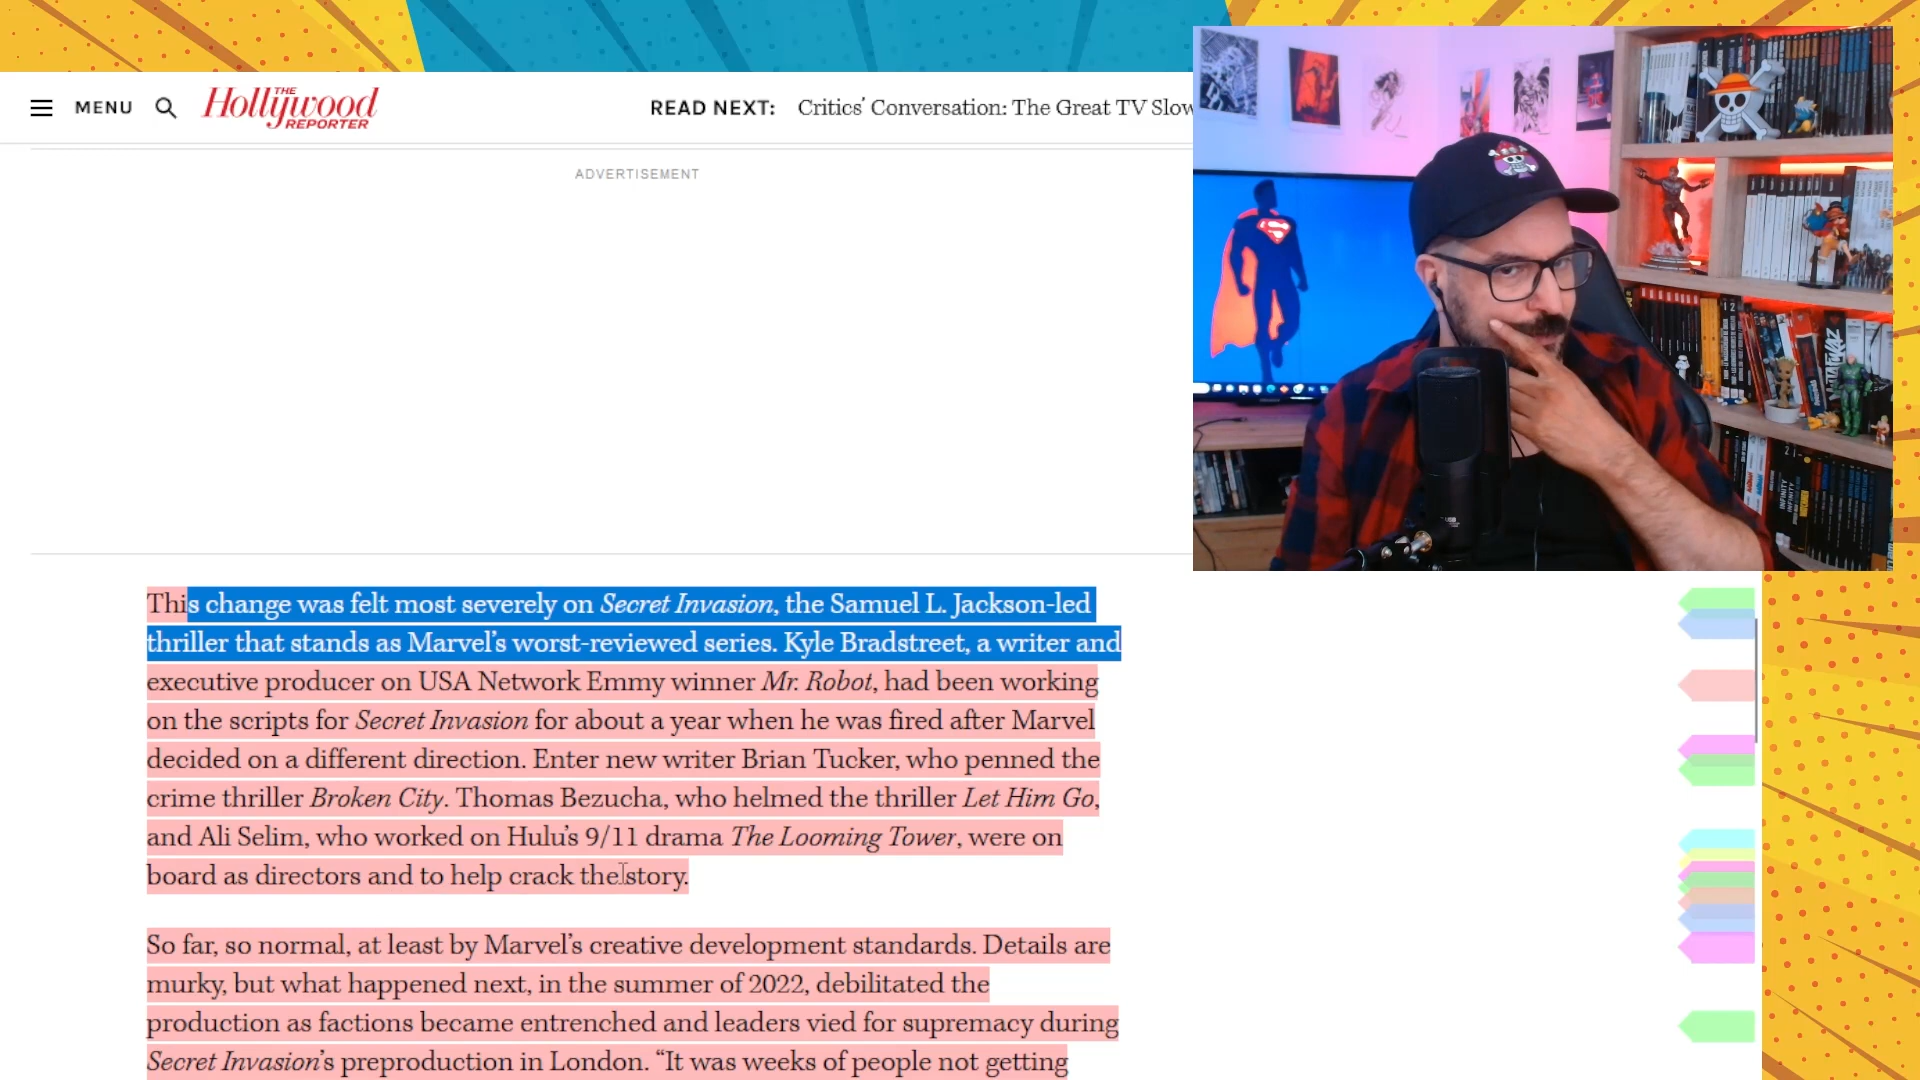 MENU
THE
Hollywood
REPORTER
READ NEXT: Critics' Conversation: The Great TV Slow
ADVERTISEMENT
This change was felt most severely on Secret Invasion, the Samuel L. Jackson-led
thriller that stands as Marvel's worst-reviewed series. Kyle Bradstreet, a writer and
executive producer on USA Network Emmy winner Mr. Robot, had been working
on the scripts for Secret Invasion for about a year when he was fired after Marvel
decided on a different direction. Enter new writer Brian Tucker, who penned the
crime thriller Broken City. Thomas Bezucha, who helmed the thriller Let Him Go,
and Ali Selim, who worked on Hulu's 9/11 drama The Looming Tower, were on
board as directors and to help crack the story.
So far, so normal, at least by Marvel's creative development standards. Details are
murky, but what happened next, in the summer of 2022, debilitated the
production as factions became entrenched and leaders vied for supremacy during
Secret Invasion's preproduction in London. “It was weeks of people not getting